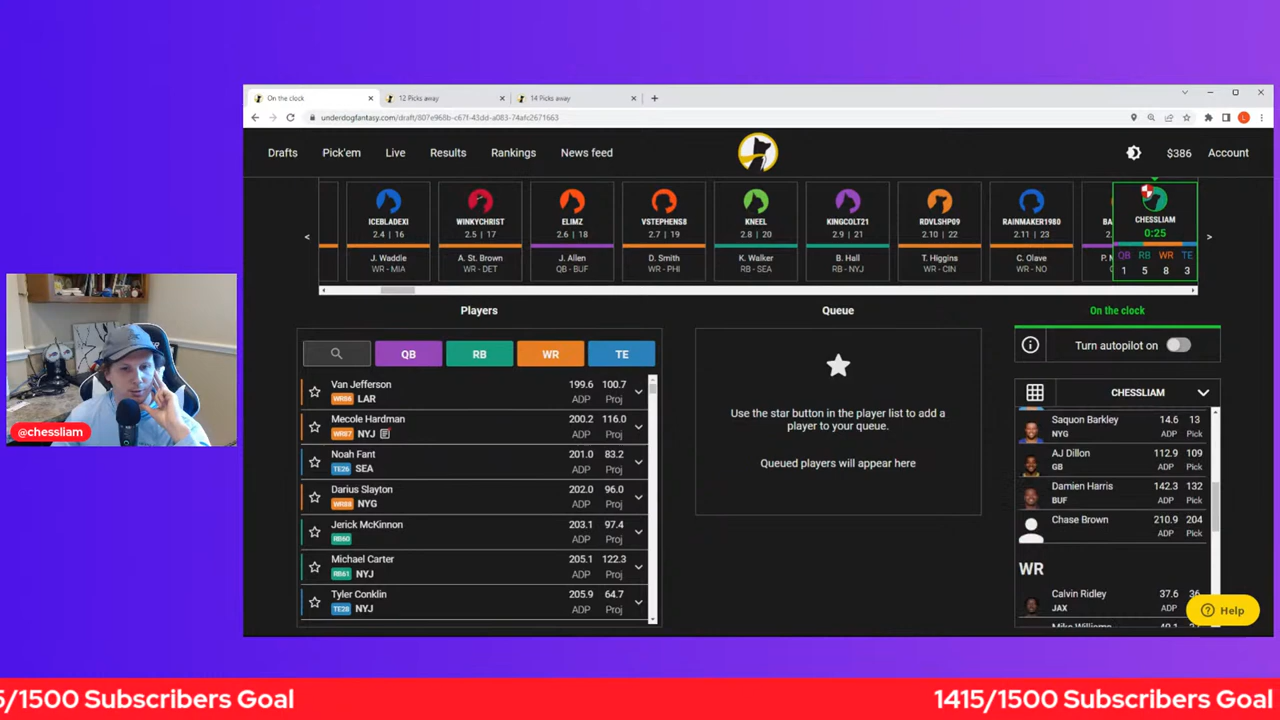 On the clock
12 Picks away
14 Picks away
underdogfantasy.com/draft/807e968b-c67f-43dd-a083-74afc2671663
Drafts Pick'em Live Results Rankings News feed $386 Account
ICEBLADEXI WINKYCHRIST ELIMZ VSTEPHENS8 KNEEL KINGCOLT21 RDVLSHP09 RAINMAKER1980 CHESSLIAM
2.4 | 16 2.5 | 17 2.6 | 18 2.7 | 19 2.8 | 20 2.9 | 21 2.10 | 22 2.11 | 23 0:25
J. Waddle A. St. Brown J. Allen D. Smith K. Walker B. Hall T. Higgins C. Olave QB RB WR TE
WR - MIA WR - DET QB - BUF WR - PHI RB - SEA RB - NYJ WR - CIN WR - NO 1 5 8 3
Players Queue On the clock
QB RB WR TE
Van Jefferson 199.6 100.7
WR86 LAR ADP Proj
Mecole Hardman 200.2 116.0
WR87 NYJ ADP Proj
Noah Fant 201.0 83.2
TE26 SEA ADP Proj
Darius Slayton 202.0 96.0
WR88 NYG ADP Proj
Jerick McKinnon 203.1 97.4
RB60 ADP Proj
Michael Carter 205.1 122.3
RB61 NYJ ADP Proj
Tyler Conklin 205.9 64.7
TE28 NYJ ADP Proj
Use the star button in the player list to add a
player to your queue.
Queued players will appear here
Turn autopilot on
CHESSLIAM
Saquon Barkley 14.6 13
NYG ADP Pick
AJ Dillon 112.9 109
GB ADP Pick
Damien Harris 142.3 132
BUF ADP Pick
Chase Brown 210.9 204
ADP Pick
WR
Calvin Ridley 37.6 36
JAX ADP
Mike Williams
Help
@chessliam
5/1500 Subscribers Goal
1415/1500 Subscribers Goal